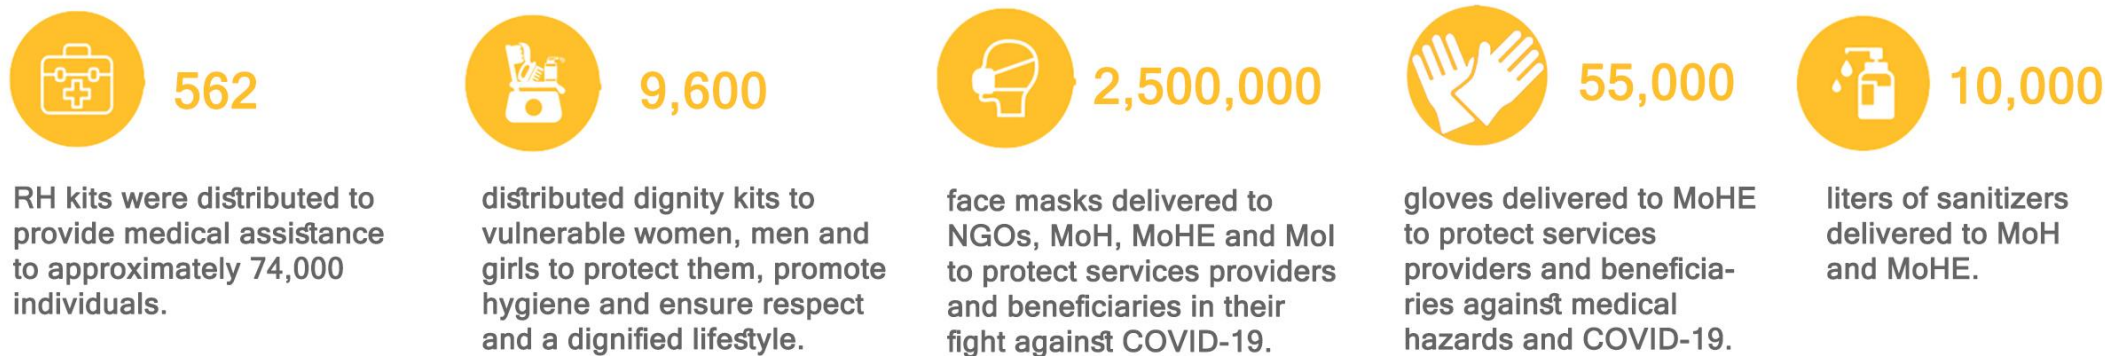 562
RH kits were distributed to
provide medical assistance
to approximately 74,000
individuals.
9,600
distributed dignity kits to
vulnerable women, men and
girls to protect them, promote
hygiene and ensure respect
and a dignified lifestyle.
2,500,000
face masks delivered to
NGOs, MoH, MoHE and MoI
to protect services providers
and beneficiaries in their
fight against COVID-19.
55,000
gloves delivered to MoHE
to protect services
providers and beneficia-
ries against medical
hazards and COVID-19.
10,000
liters of sanitizers
delivered to MoH
and MoHE.